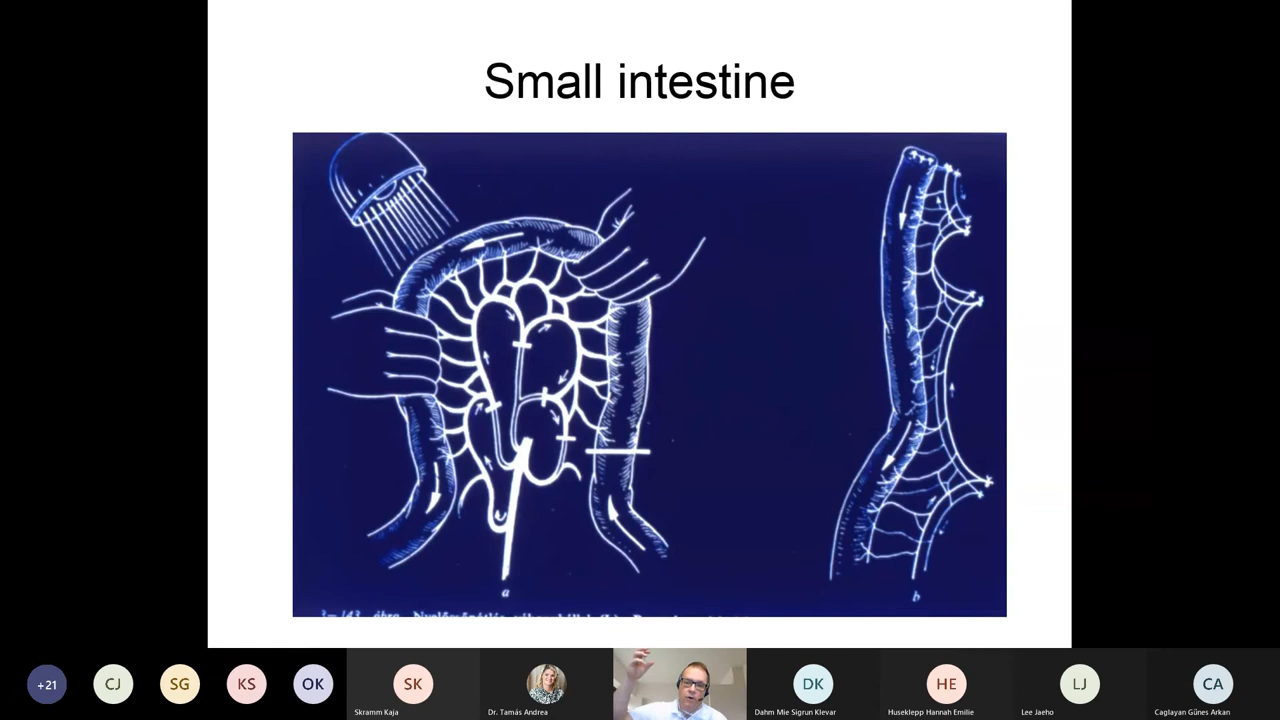 Small intestine
a
b
+21
CJ
SG
KS
OK
SK
DK
HE
LJ
CA
Skramm Kaja
Dr. Tamás Andrea
Dahm Mie Sigrun Klevar
Huseklepp Hannah Emilie
Lee Jaeho
Caglayan Günes Arkan